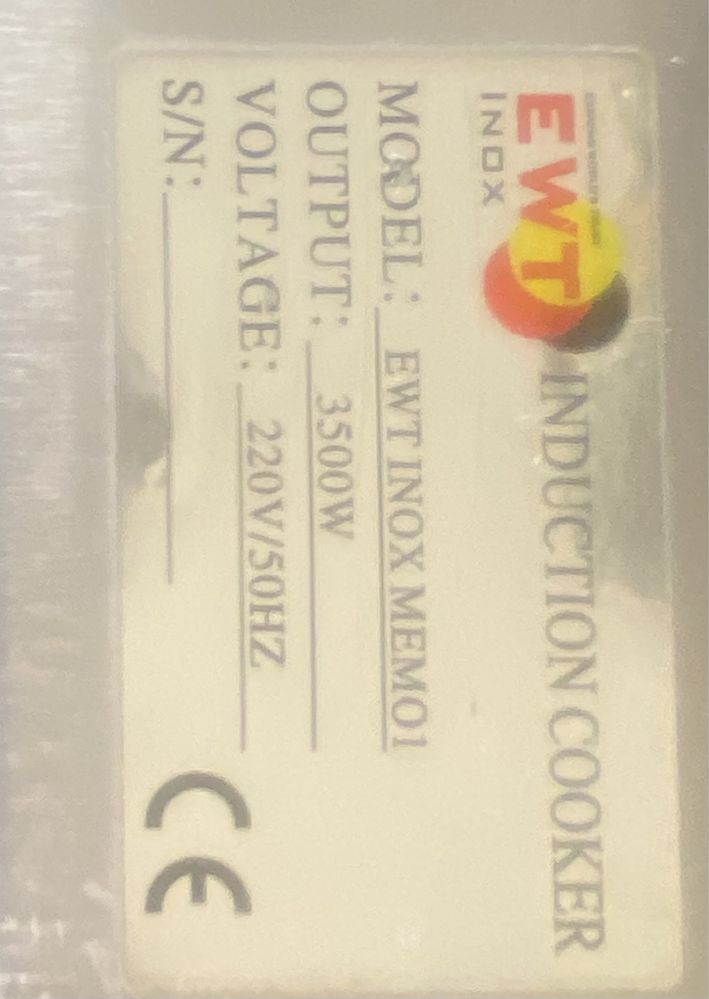 EWT
INOX
INDUCTION COOKER
MODEL: EWT INOX MEMO1
OUTPUT: 3500W
VOLTAGE: 220V/50HZ
S/N:
CE